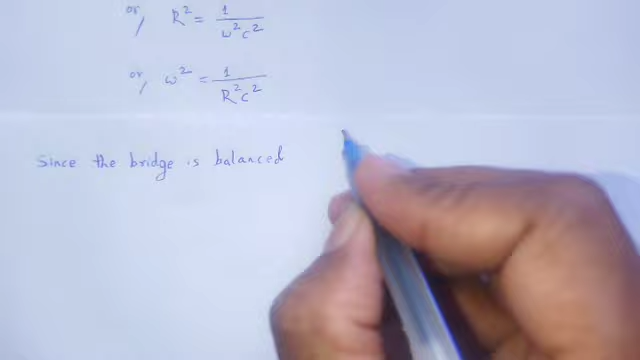 or, R² = 1/ω²c²
or, ω² = 1/R²c²
Since the bridge is balanced